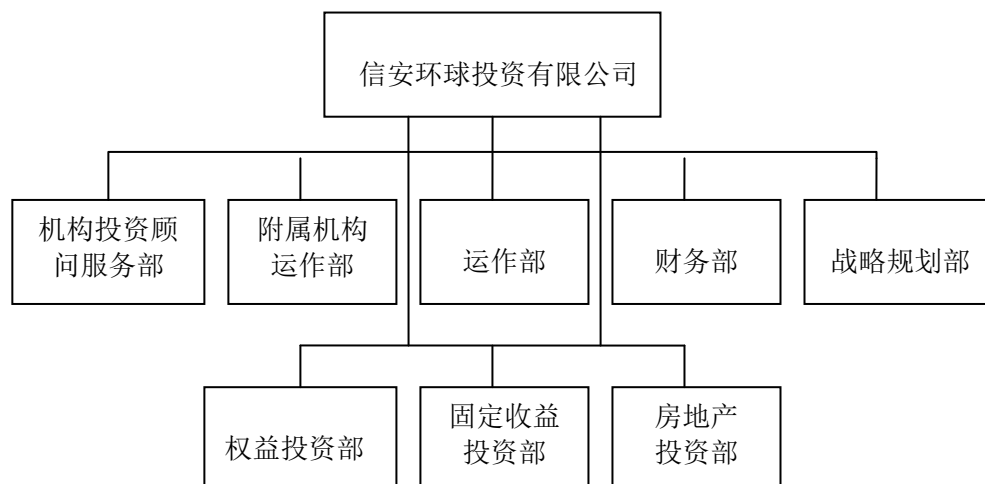 信安环球投资有限公司
机构投资顾
问服务部
附属机构
运作部
运作部
财务部
战略规划部
权益投资部
固定收益
投资部
房地产
投资部